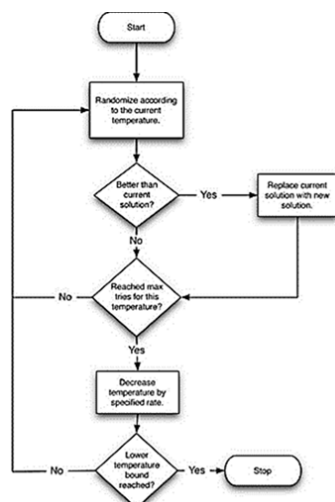 Start
Randomize according
to the current
temperature.
Better than
current
solution?
Yes
Replace current
solution with new
solution.
No
Reached max
tries for this
temperature?
No
Yes
Decrease
temperature by
specified rate.
Lower
temperature
bound
reached?
No
Yes
Stop